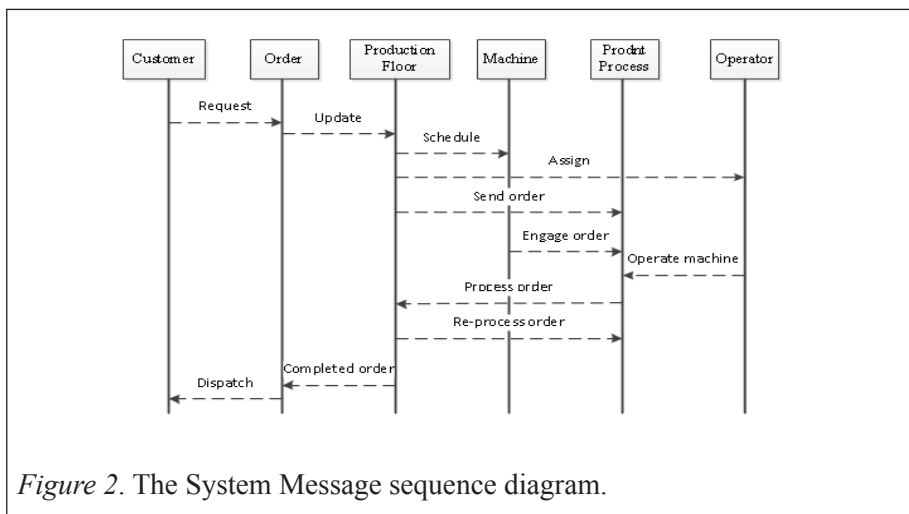 Customer
Order
Production
Floor
Machine
Prodnt
Process
Operator
Request
Update
Schedule
Assign
Send order
Engage order
Operate machine
Process order
Re-process order
Completed order
Dispatch
Figure 2. The System Message sequence diagram.